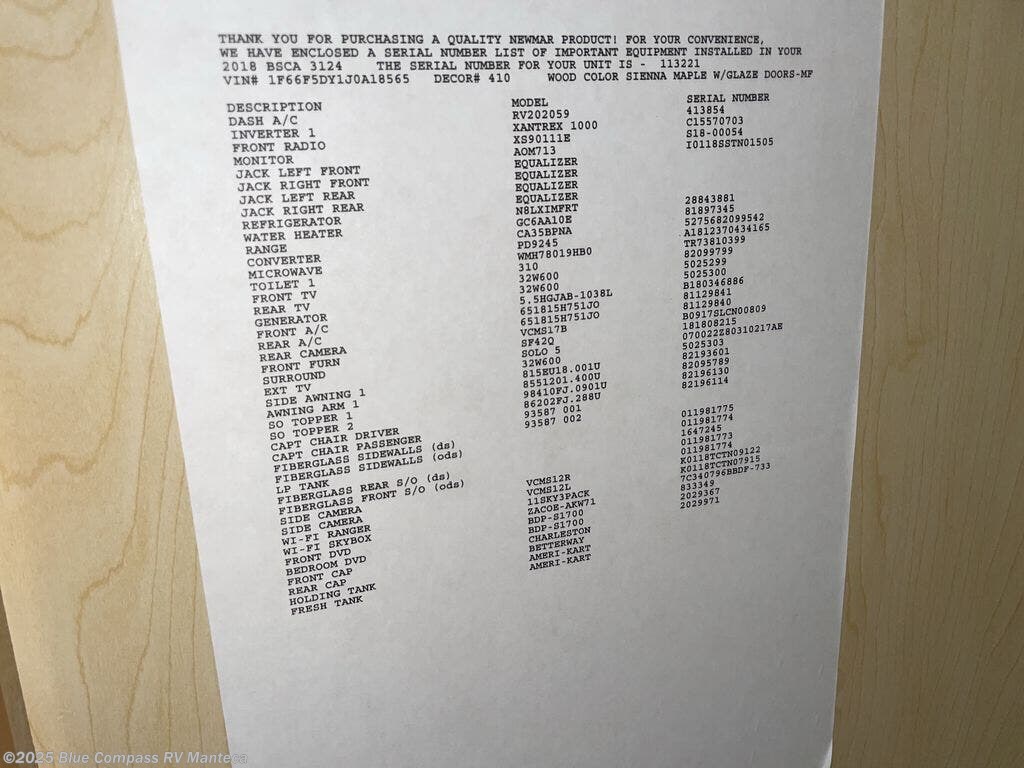 THANK YOU FOR PURCHASING A QUALITY NEWMAR PRODUCT! FOR YOUR CONVENIENCE,
WE HAVE ENCLOSED A SERIAL NUMBER LIST OF IMPORTANT EQUIPMENT INSTALLED IN YOUR
2018 BSCA 3124 THE SERIAL NUMBER FOR YOUR UNIT IS - 113221
VIN# 1F66F5DY1J0A18565 DECOR# 410 WOOD COLOR SIENNA MAPLE W/GLAZE DOORS-MF
DESCRIPTION MODEL SERIAL NUMBER
DASH A/C RV202059 413854
INVERTER 1 XANTREX 1000 C15570703
FRONT RADIO XS90111E S18-00054
MONITOR AOM713 I0118SSTN01505
JACK LEFT FRONT EQUALIZER
JACK RIGHT FRONT EQUALIZER
JACK LEFT REAR EQUALIZER
JACK RIGHT REAR EQUALIZER
REFRIGERATOR N8LXIMFRT 28843881
WATER HEATER GC6AA10E 81897345
RANGE CA35BPNA 5275682099542
CONVERTER PD9245 A1812370434165
MICROWAVE WMH78019HB0 TR73810399
TOILET 1 310 82099799
FRONT TV 32W600 5025299
REAR TV 32W600 5025300
GENERATOR 5.5HGJAB-1038L B180346886
FRONT A/C 651815H751JO 81129841
REAR A/C 651815H751JO 81129840
REAR CAMERA VCMS17B B0917SLCN00809
FRONT FURN SF42Q 181808215
SURROUND SOLO 5 070022Z80310217AE
EXT TV 32W600 5025303
SIDE AWNING 1 815EU18.001U 82193601
AWNING ARM 1 8551201.400U 82095789
SO TOPPER 1 98410FJ.0901U 82196130
SO TOPPER 2 86202FJ.288U 82196114
CAPT CHAIR DRIVER 93587 001
CAPT CHAIR PASSENGER 93587 002
FIBERGLASS SIDEWALLS (ds) 011981775
FIBERGLASS SIDEWALLS (ods) 011981774
LP TANK 1647245
FIBERGLASS REAR S/O (ds) 011981773
FIBERGLASS FRONT S/O (ods) 011981774
SIDE CAMERA VCMS12R K0118TCTN09122
SIDE CAMERA VCMS12L K0118TCTN07915
WI-FI RANGER 11SKY3PACK 7C340796BBDF-733
WI-FI SKYBOX ZACOE-AKW71 833349
FRONT DVD BDP-S1700 2029367
BEDROOM DVD BDP-S1700 2029971
FRONT CAP CHARLESTON
REAR CAP BETTERWAY
HOLDING TANK AMERI-KART
FRESH TANK AMERI-KART
©2025 Blue Compass RV Manteca